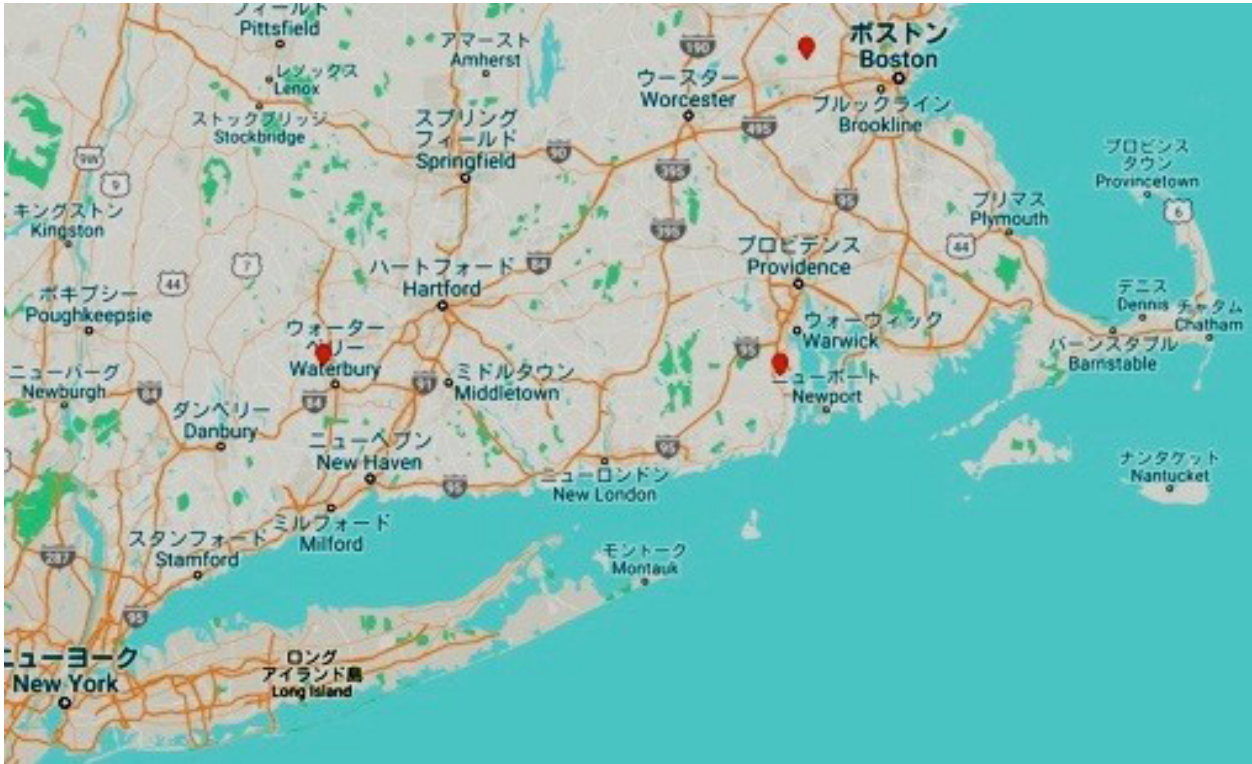 フィールド
Pittsfield
アマースト
Amherst
190
ボストン
Boston
レノックス
Lenox
ウースター
Worcester
ブルックライン
Brookline
ストックブリッジ
Stockbridge
スプリング
フィールド
Springfield
495
90
9W
9
395
95
プロビンス
タウン
Provincetown
キングストン
Kingston
プリマス
Plymouth
6
395
44
プロビデンス
Providence
7
44
ハートフォード
Hartford
84
ポキプシー
Poughkeepsie
デニス
Dennis
チャタム
Chatham
ウォーター
ベリー
Waterbury
ウォーウィック
Warwick
バーンスタブル
Barnstable
95
ニューバーグ
Newburgh
84
84
91
ミドルタウン
Middletown
ニューポート
Newport
ダンベリー
Danbury
ニューヘブン
New Haven
95
95
ニューロンドン
New London
ナンタケット
Nantucket
ミルフォード
Milford
スタンフォード
Stamford
287
モントーク
Montauk
95
ニューヨーク
New York
ロング
アイランド島
Long Island